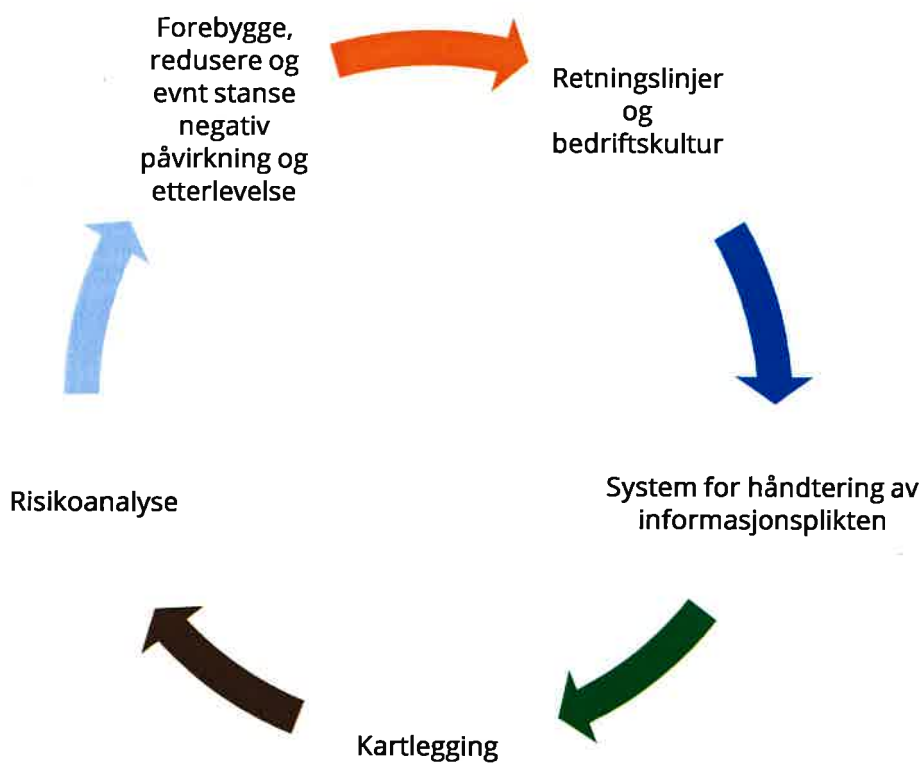 Forebygge,
redusere og
evnt stanse
negativ
påvirkning og
etterlevelse
Retningslinjer
og
bedriftskultur
System for håndtering av
informasjonsplikten
Kartlegging
Risikoanalyse